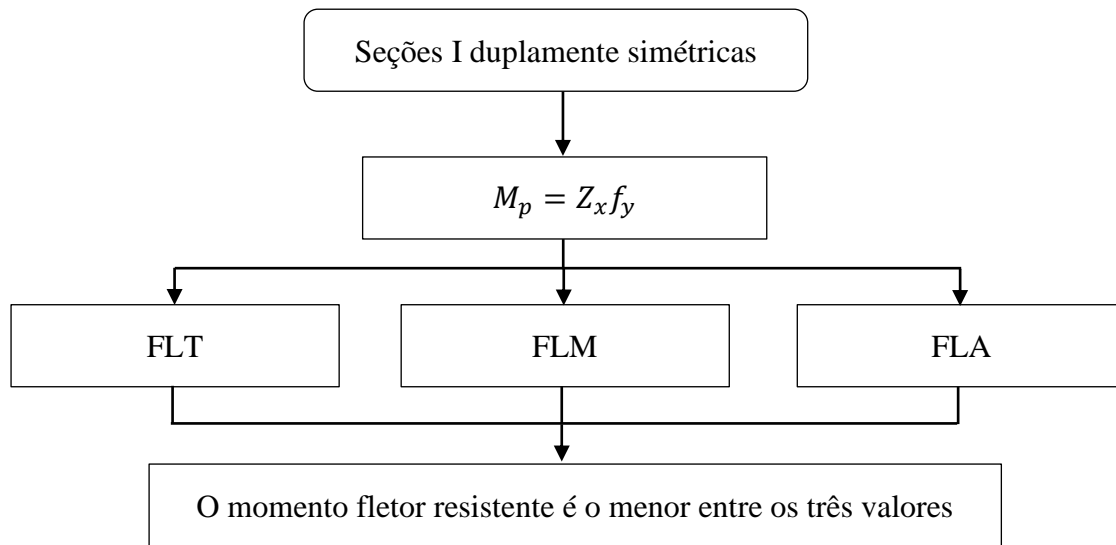 Seções I duplamente simétricas
$M_p = Z_x f_y$
FLT
FLM
FLA
O momento fletor resistente é o menor entre os três valores